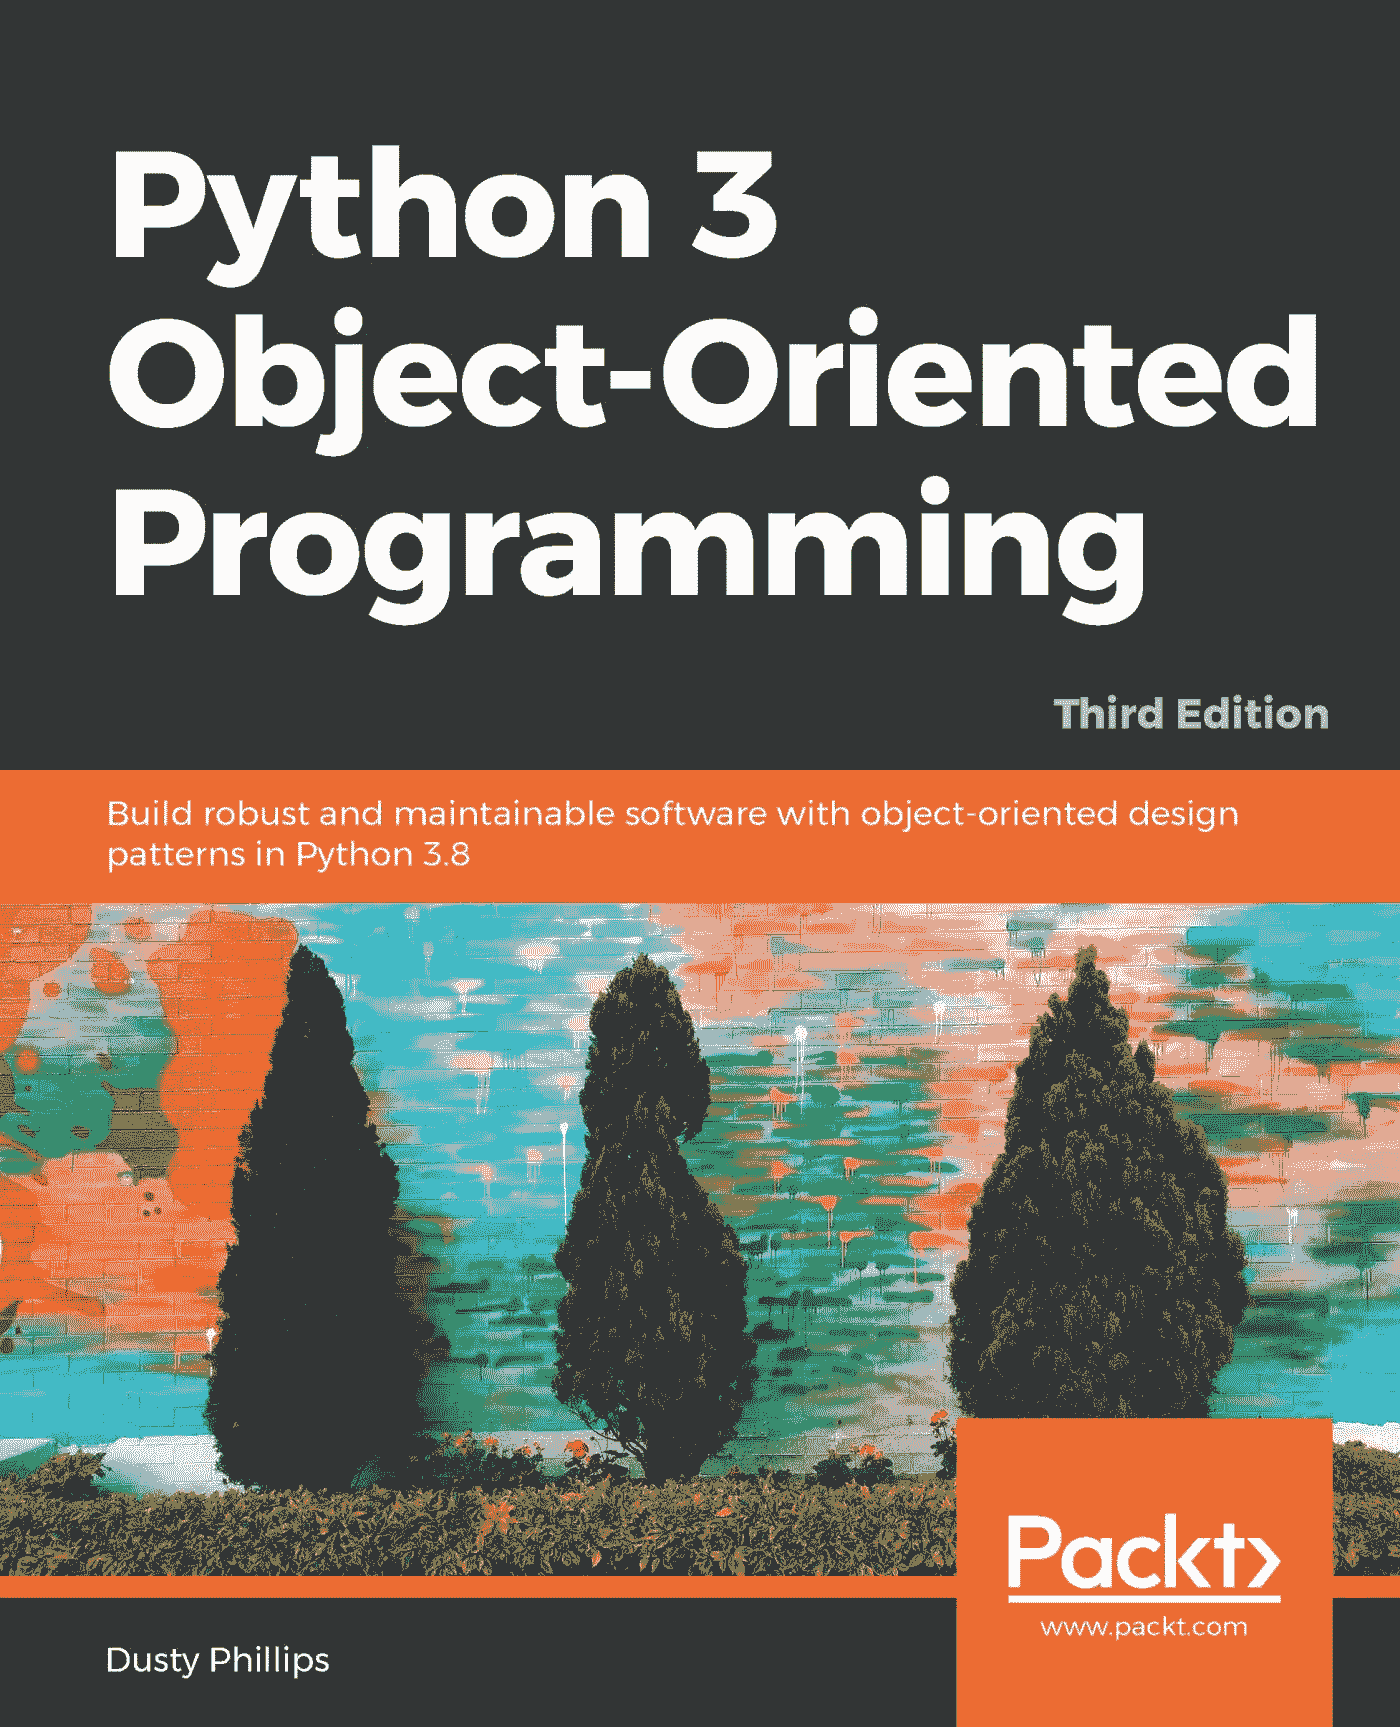 Python 3
Object-Oriented
Programming
Third Edition
Build robust and maintainable software with object-oriented design
patterns in Python 3.8
Packt>
www.packt.com
Dusty Phillips